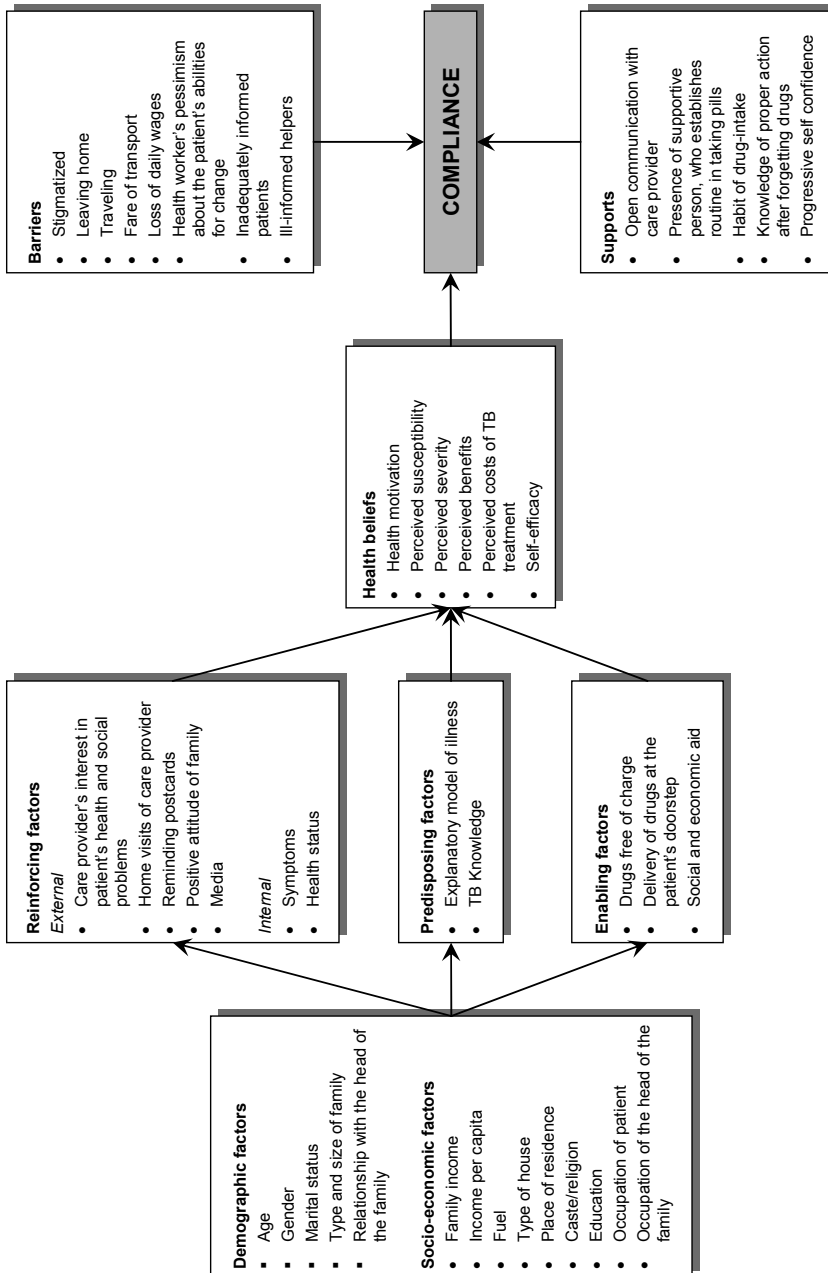 Demographic factors
▪ Age
▪ Gender
▪ Marital status
▪ Type and size of family
▪ Relationship with the head of
the family
Socio-economic factors
• Family income
• Income per capita
• Fuel
• Type of house
• Place of residence
• Caste/religion
• Education
• Occupation of patient
• Occupation of the head of the
family
Reinforcing factors
External
• Care provider's interest in
patient's health and social
problems
• Home visits of care provider
• Reminding postcards
• Positive attitude of family
• Media
Internal
• Symptoms
• Health status
Predisposing factors
• Explanatory model of illness
• TB Knowledge
Enabling factors
• Drugs free of charge
• Delivery of drugs at the
patient's doorstep
• Social and economic aid
Health beliefs
• Health motivation
• Perceived susceptibility
• Perceived severity
• Perceived benefits
• Perceived costs of TB
treatment
• Self-efficacy
Barriers
• Stigmatized
• Leaving home
• Traveling
• Fare of transport
• Loss of daily wages
• Health worker's pessimism
about the patient's abilities
for change
• Inadequately informed
patients
• Ill-informed helpers
COMPLIANCE
Supports
• Open communication with
care provider
• Presence of supportive
person, who establishes
routine in taking pills
• Habit of drug-intake
• Knowledge of proper action
after forgetting drugs
• Progressive self confidence